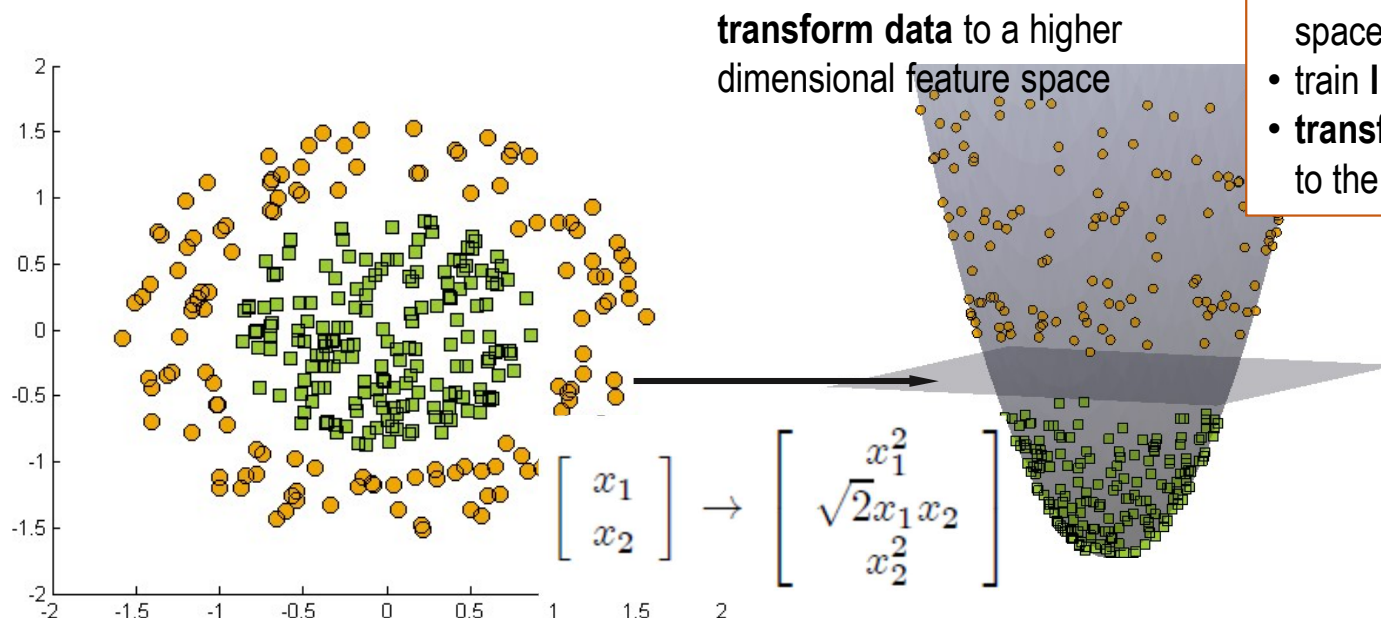 transform data to a higher
dimensional feature space
space
• train
• transf
to the
2
1.5
1
0.5
0
-0.5
-1
-1.5
-2
-2 -1.5 -1 -0.5 0 0.5 1 1.5 2
[ x₁ x₂ ] → [ x₁² √2x₁x₂ x₂² ]